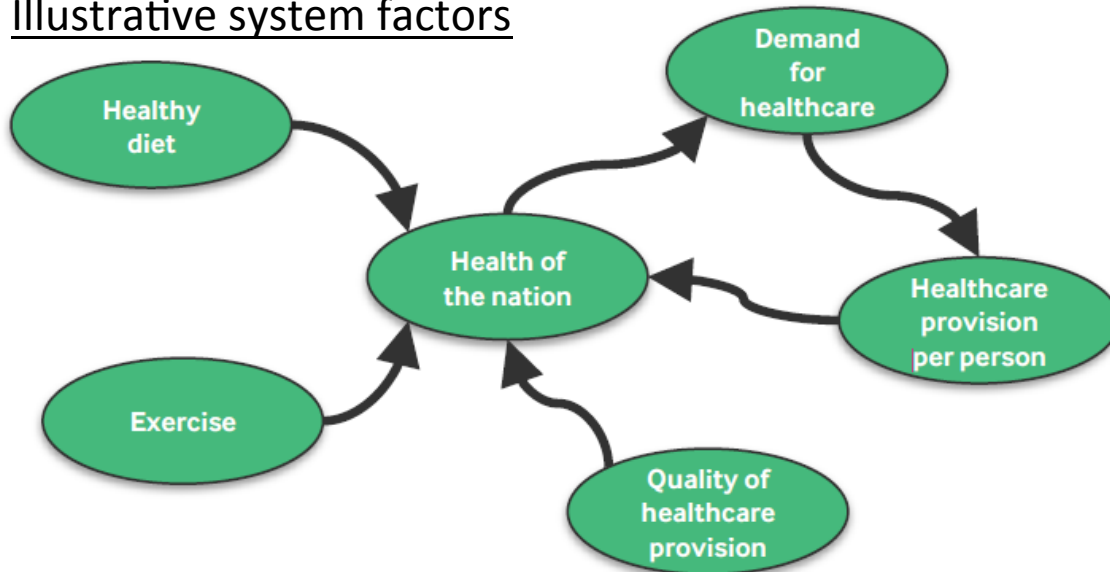 Illustrative system factors
Demand
for
healthcare
Healthy
diet
Health of
the nation
Healthcare
provision
per person
Exercise
Quality of
healthcare
provision